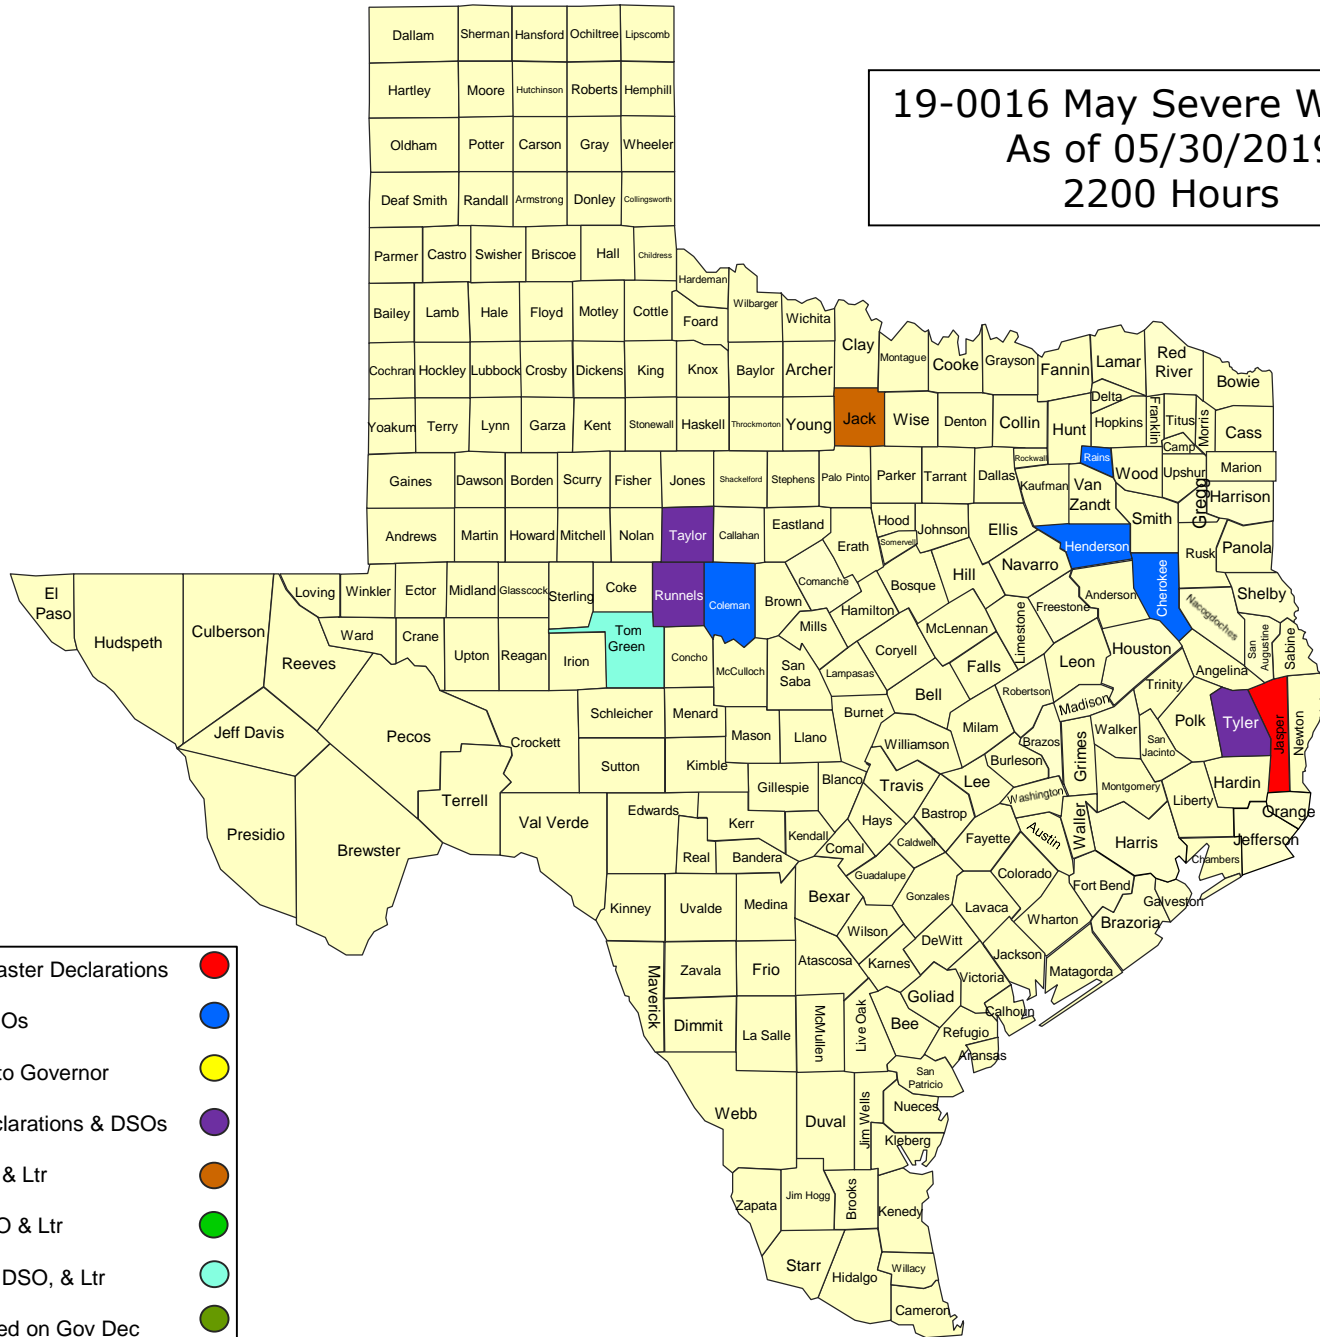 19-0016 May Severe W
As of 05/30/2019
2200 Hours
Dallam Sherman Hansford Ochiltree Lipscomb
Hartley Moore Hutchinson Roberts Hemphill
Oldham Potter Carson Gray Wheeler
Deaf Smith Randall Armstrong Donley Collingsworth
Parmer Castro Swisher Briscoe Hall Childress
Hardeman
Bailey Lamb Hale Floyd Motley Cottle Foard Wilbarger Wichita
Clay Montague Cooke Grayson Fannin Lamar Red
River Bowie
Cochran Hockley Lubbock Crosby Dickens King Knox Baylor Archer
Delta
Yoakum Terry Lynn Garza Kent Stonewall Haskell Throckmorton Young Jack Wise Denton Collin Hunt Hopkins Franklin Titus Morris Cass
Camp
Gaines Dawson Borden Scurry Fisher Jones Shackelford Stephens Palo Pinto Parker Tarrant Dallas Rockwall Rains Wood Upshur Marion
Kaufman Van
Zandt Gregg Harrison
Andrews Martin Howard Mitchell Nolan Taylor Callahan Eastland Erath Hood Somervell Johnson Ellis Henderson Smith Rusk Panola
El
Paso Hudspeth Culberson Loving Winkler Ector Midland Glasscock Sterling Coke Runnels Coleman Brown Comanche Bosque Hill Navarro Anderson Cherokee Nacogdoches Shelby
Hamilton Freestone Limestone
Reeves Ward Crane Upton Reagan Irion Tom
Green Concho McCulloch Mills San
Saba Lampasas Coryell McLennan Falls Leon Houston Angelina San
Augustine Sabine
Jeff Davis Pecos Crockett Schleicher Menard Mason Llano Burnet Bell Milam Robertson Madison Trinity Polk Tyler Jasper Newton
Sutton Kimble Gillespie Blanco Williamson Travis Lee Burleson Brazos Grimes Walker San
Jacinto
Presidio Brewster Terrell Val Verde Edwards Kerr Kendall Hays Bastrop Washington Montgomery Liberty Hardin Orange
Real Bandera Comal Caldwell Fayette Austin Waller Harris Jefferson
Chambers
Kinney Uvalde Medina Bexar Guadalupe Gonzales Lavaca Colorado Fort Bend Galveston
Wharton Brazoria
Wilson DeWitt
Maverick Zavala Frio Atascosa Karnes Victoria Jackson Matagorda
Dimmit La Salle McMullen Live Oak Bee Goliad Calhoun
Refugio
Aransas
San
Patricio
Webb Duval Jim Wells Nueces
Kleberg
Zapata Jim Hogg Brooks Kenedy
Starr Hidalgo Willacy
Cameron
aster Declarations
Os
to Governor
clarations & DSOs
& Ltr
O & Ltr
DSO, & Ltr
ed on Gov Dec